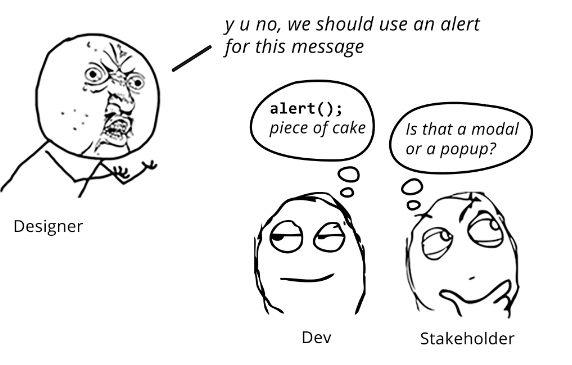 y u no, we should use an alert
for this message
alert();
piece of cake
Is that a modal
or a popup?
Designer
Dev
Stakeholder